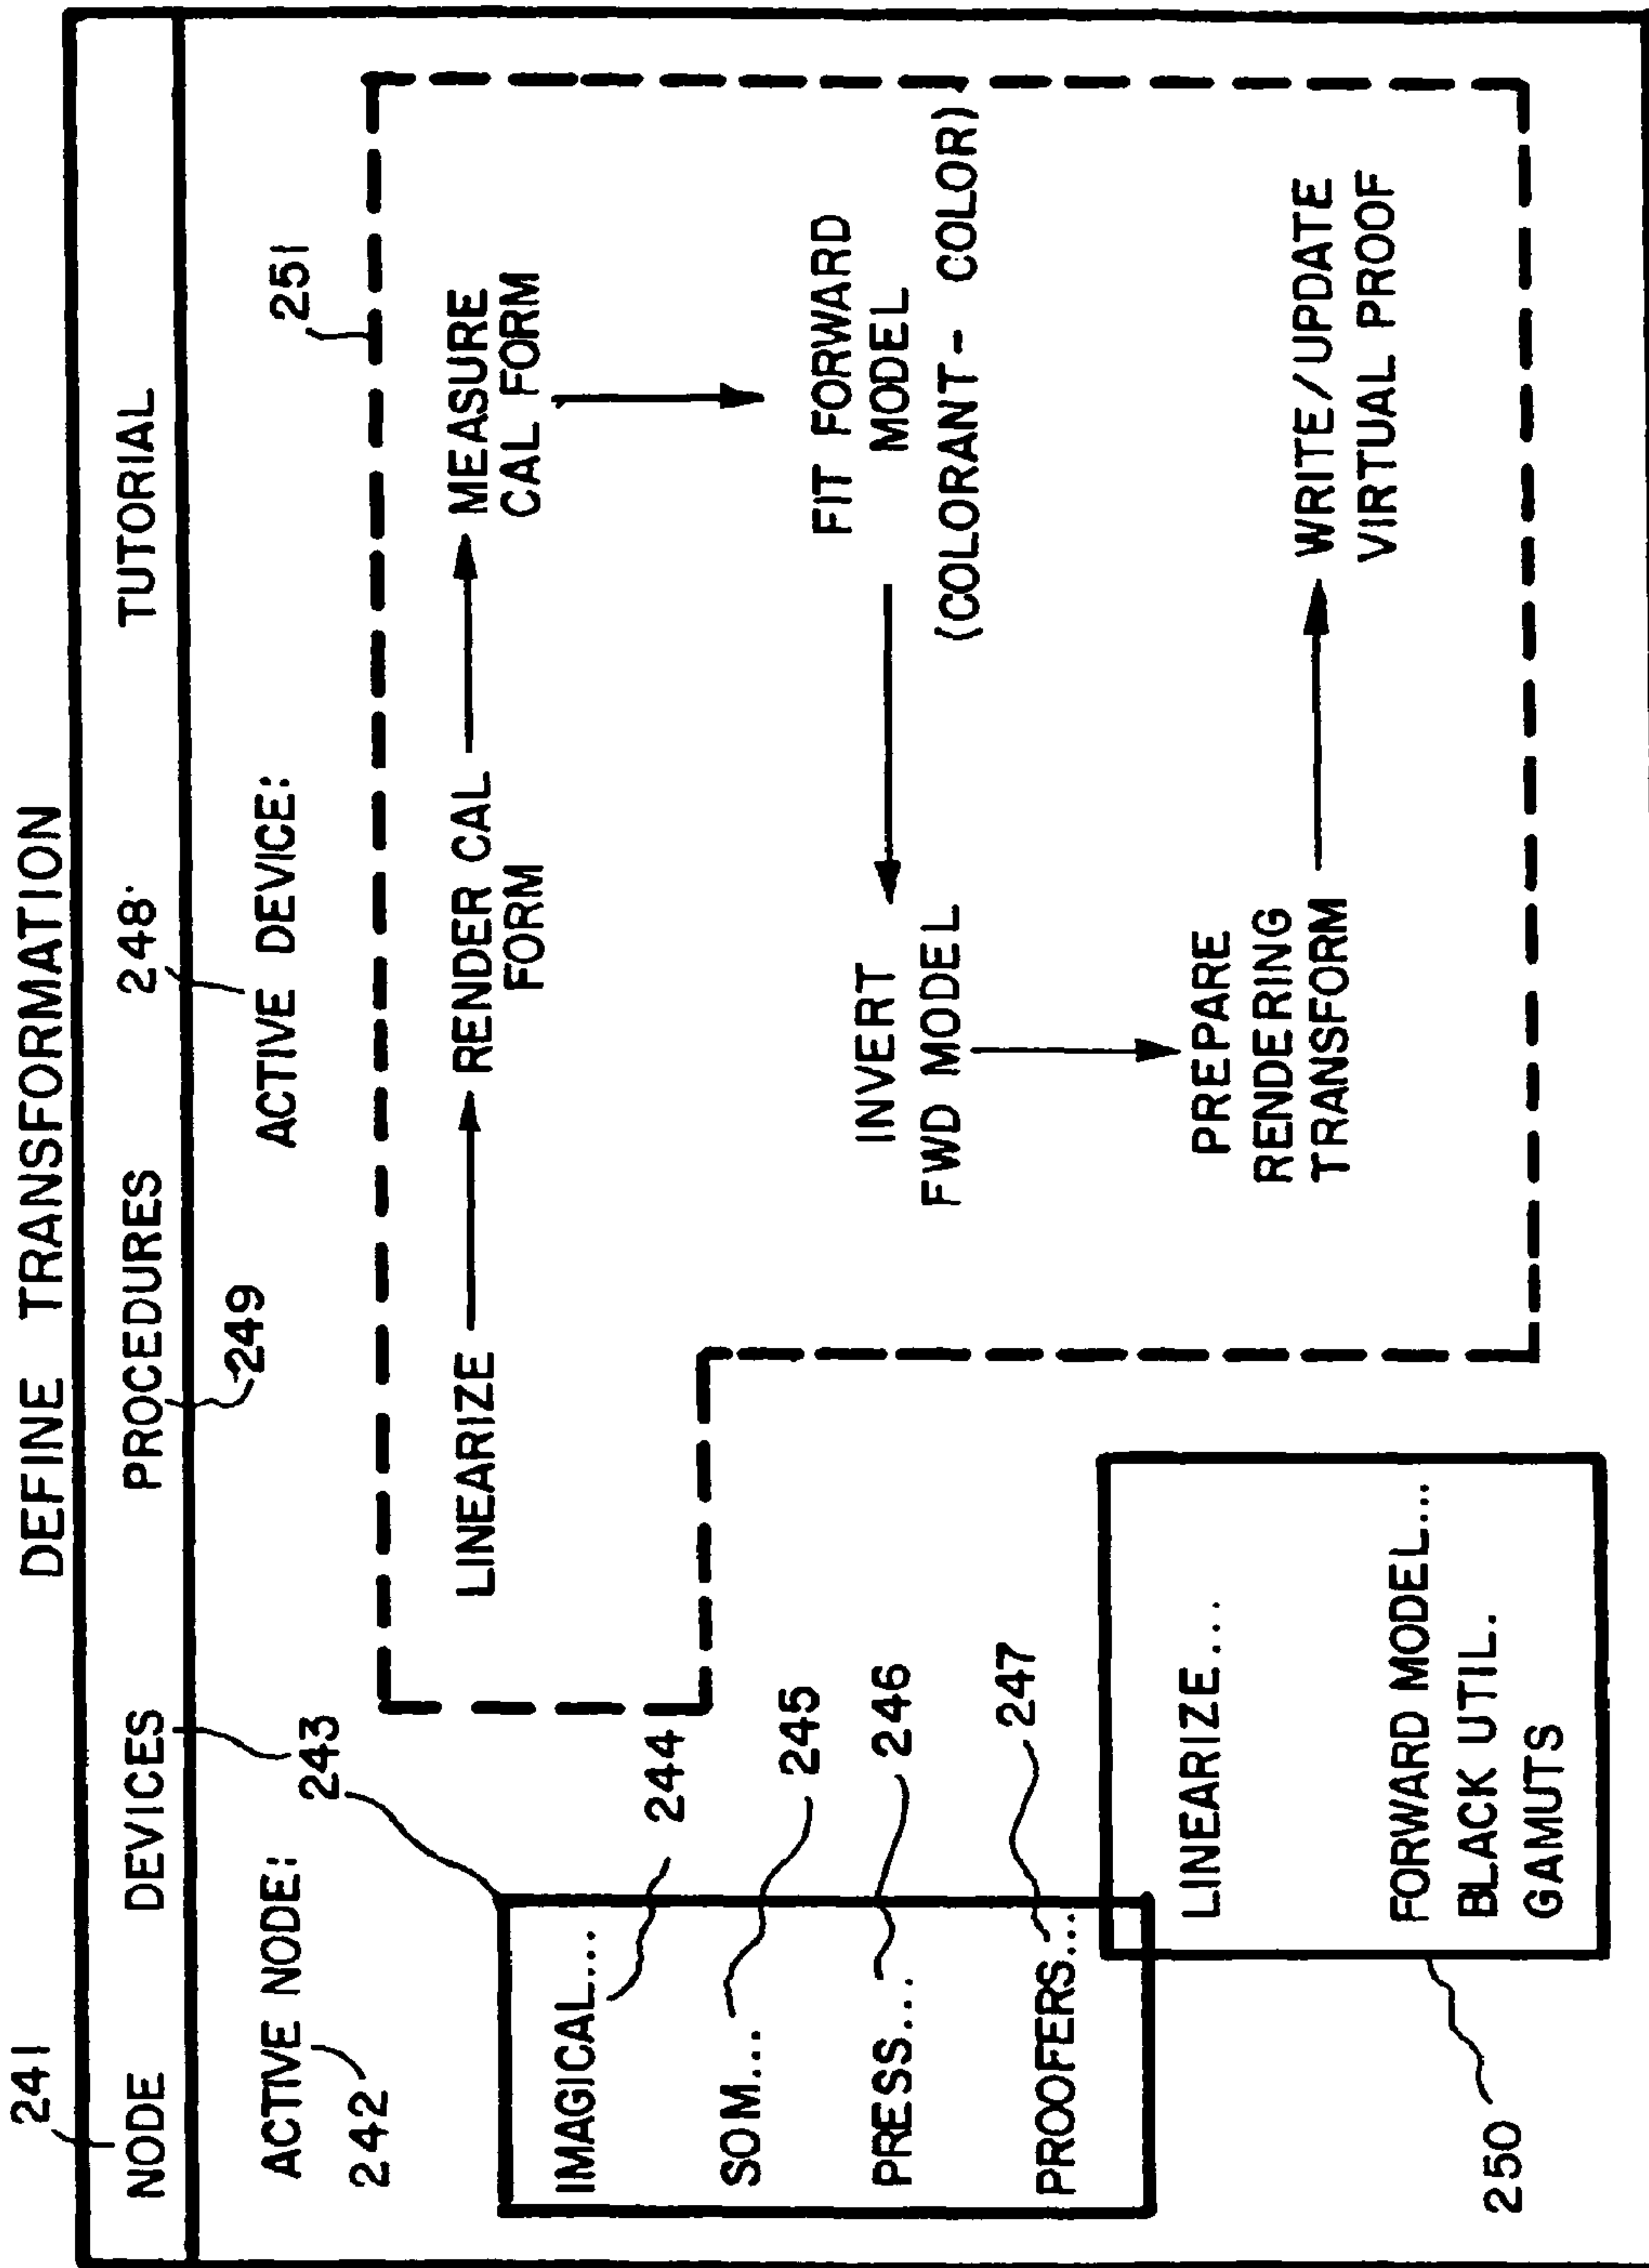 DEFINE TRANSFORMATION
241
NODE DEVICES PROCEDURES 248 TUTORIAL
249
ACTIVE NODE:
242
243
ACTIVE DEVICE:
251
IMAGICAL...
244
SOM...
245
PRESS...
246
PROOFERS...
247
LINEARIZE
RENDER CAL
FORM
MEASURE
CAL FORM
FIT FORWARD
MODEL
(COLORANT - COLOR)
INVERT
FWD MODEL
PREPARE
RENDERING
TRANSFORM
WRITE/UPDATE
VIRTUAL PROOF
LINEARIZE...
FORWARD MODEL...
BLACK UTIL.
GAMUTS
250